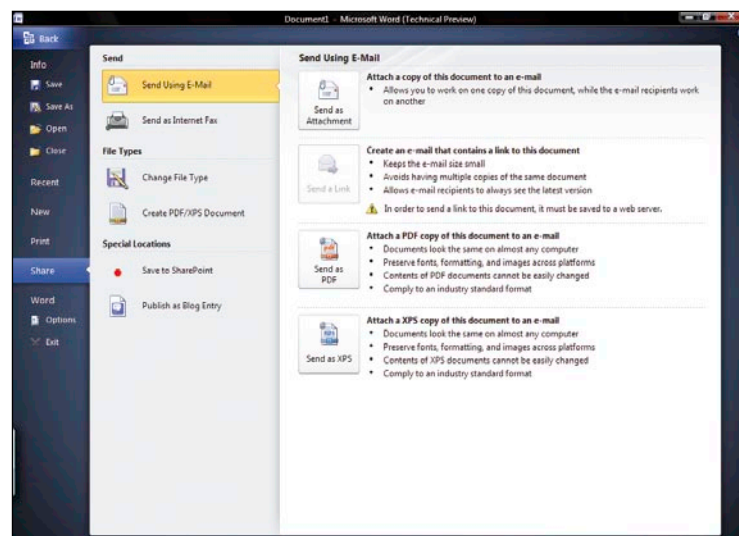 Document1 - Microsoft Word (Technical Preview)
Back
Info
Save
Save As
Open
Close
Recent
New
Print
Share
Word
Options
Exit
Send
Send Using E-Mail
Send as Internet Fax
File Types
Change File Type
Create PDF/XPS Document
Special Locations
Save to SharePoint
Publish as Blog Entry
Send Using E-Mail
Send as
Attachment
Attach a copy of this document to an e-mail
• Allows you to work on one copy of this document, while the e-mail recipients work
on another
Send a Link
Create an e-mail that contains a link to this document
• Keeps the e-mail size small
• Avoids having multiple copies of the same document
• Allows e-mail recipients to always see the latest version
In order to send a link to this document, it must be saved to a web server.
Send as
PDF
Attach a PDF copy of this document to an e-mail
• Documents look the same on almost any computer
• Preserve fonts, formatting, and images across platforms
• Contents of PDF documents cannot be easily changed
• Comply to an industry standard format
Send as XPS
Attach a XPS copy of this document to an e-mail
• Documents look the same on almost any computer
• Preserve fonts, formatting, and images across platforms
• Contents of XPS documents cannot be easily changed
• Comply to an industry standard format